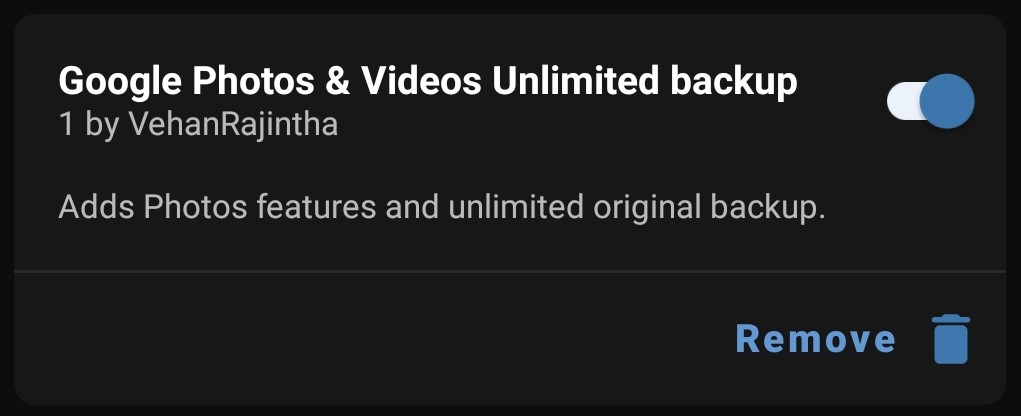 Google Photos & Videos Unlimited backup
1 by VehanRajintha
Adds Photos features and unlimited original backup.
Remove